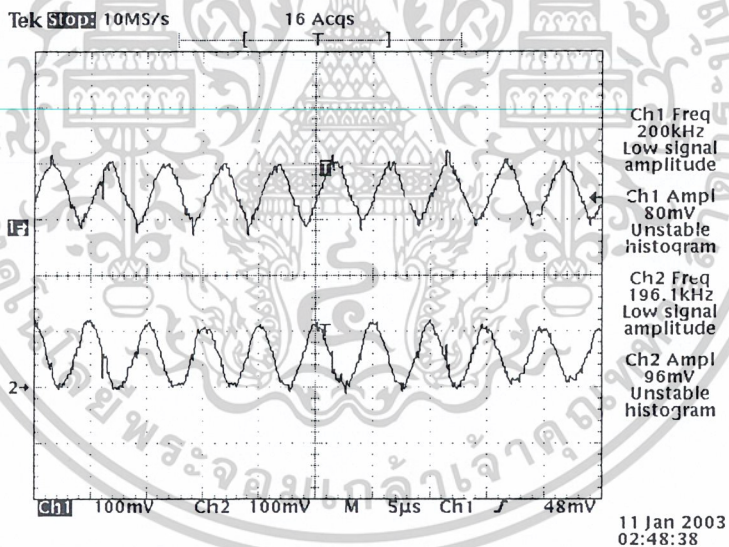 Tek Stop: 10MS/s 16 Acqs
[ T ]
Ch1 Freq
200kHz
Low signal
amplitude
Ch1 Ampl
80mV
Unstable
histogram
Ch2 Freq
196.1kHz
Low signal
amplitude
Ch2 Ampl
96mV
Unstable
histogram
T
1→
T
2→
Ch1 100mV Ch2 100mV M 5µs Ch1 ƒ 48mV
11 Jan 2003
02:48:38